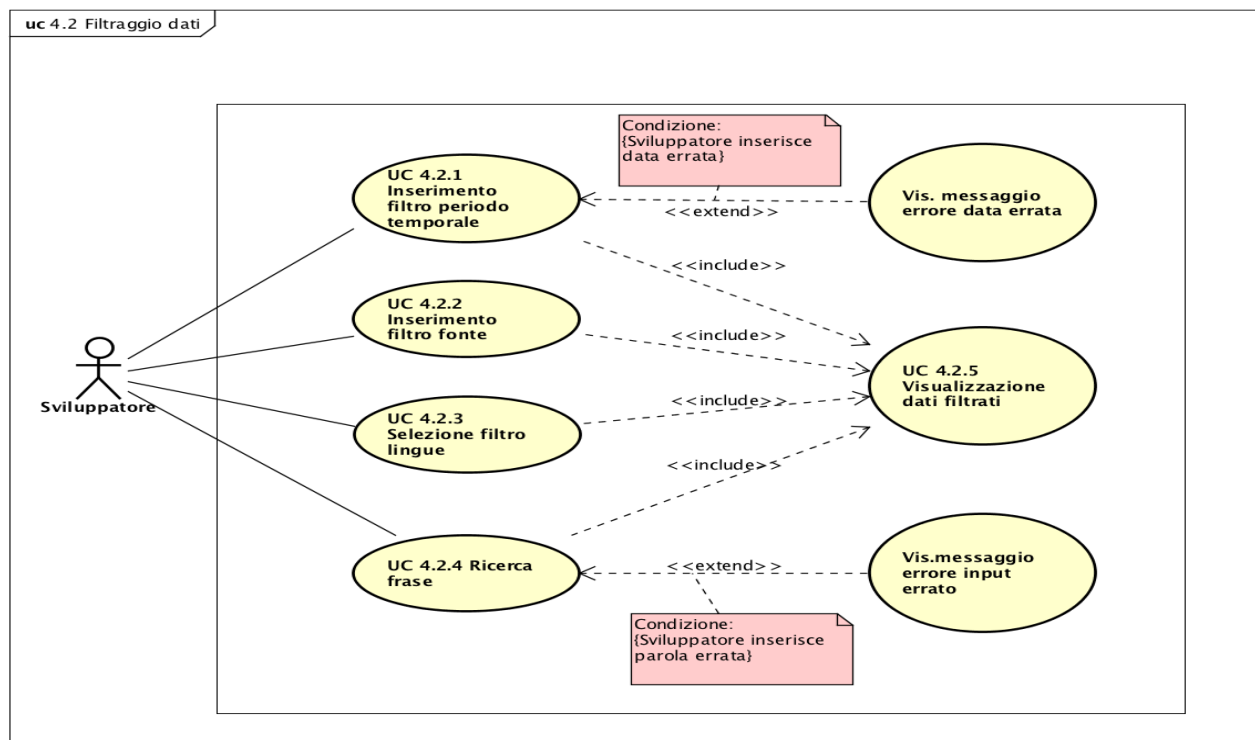 uc 4.2 Filtraggio dati
Condizione:
{Sviluppatore inserisce
data errata}
UC 4.2.1
Inserimento
filtro periodo
temporale
<<extend>>
Vis. messaggio
errore data errata
<<include>>
UC 4.2.2
Inserimento
filtro fonte
<<include>>
UC 4.2.5
Visualizzazione
dati filtrati
Sviluppatore
UC 4.2.3
Selezione filtro
lingue
<<include>>
<<include>>
UC 4.2.4 Ricerca
frase
<<extend>>
Vis.messaggio
errore input
errato
Condizione:
{Sviluppatore inserisce
parola errata}